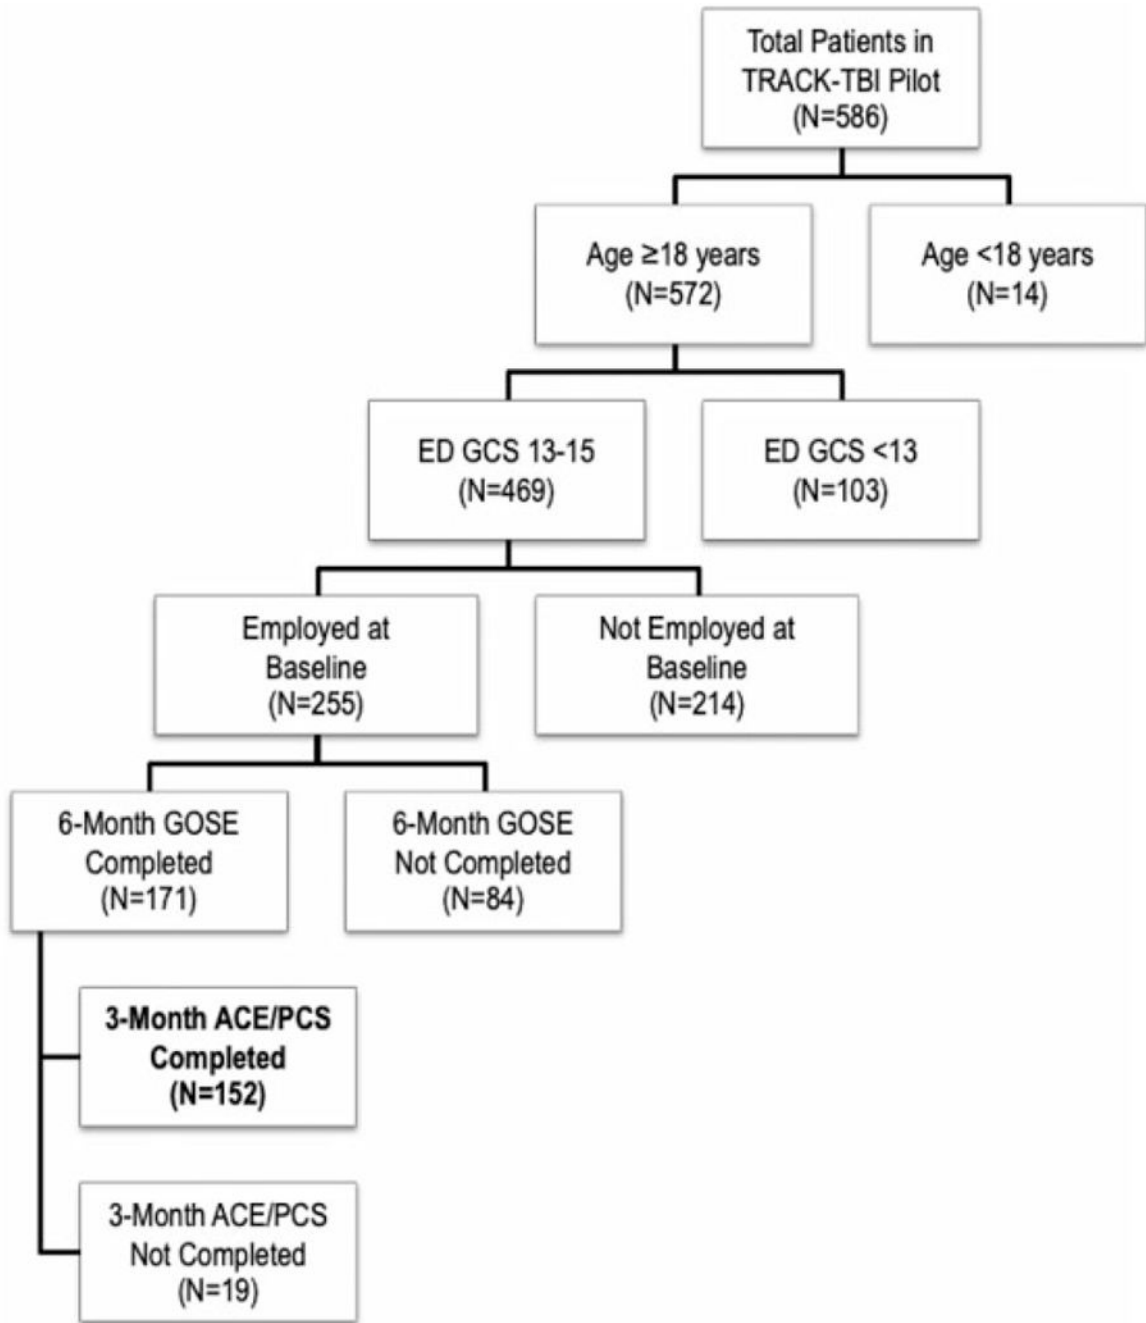 Total Patients in
TRACK-TBI Pilot
(N=586)
Age ≥18 years
(N=572)
Age <18 years
(N=14)
ED GCS 13-15
(N=469)
ED GCS <13
(N=103)
Employed at
Baseline
(N=255)
Not Employed at
Baseline
(N=214)
6-Month GOSE
Completed
(N=171)
6-Month GOSE
Not Completed
(N=84)
3-Month ACE/PCS
Completed
(N=152)
3-Month ACE/PCS
Not Completed
(N=19)